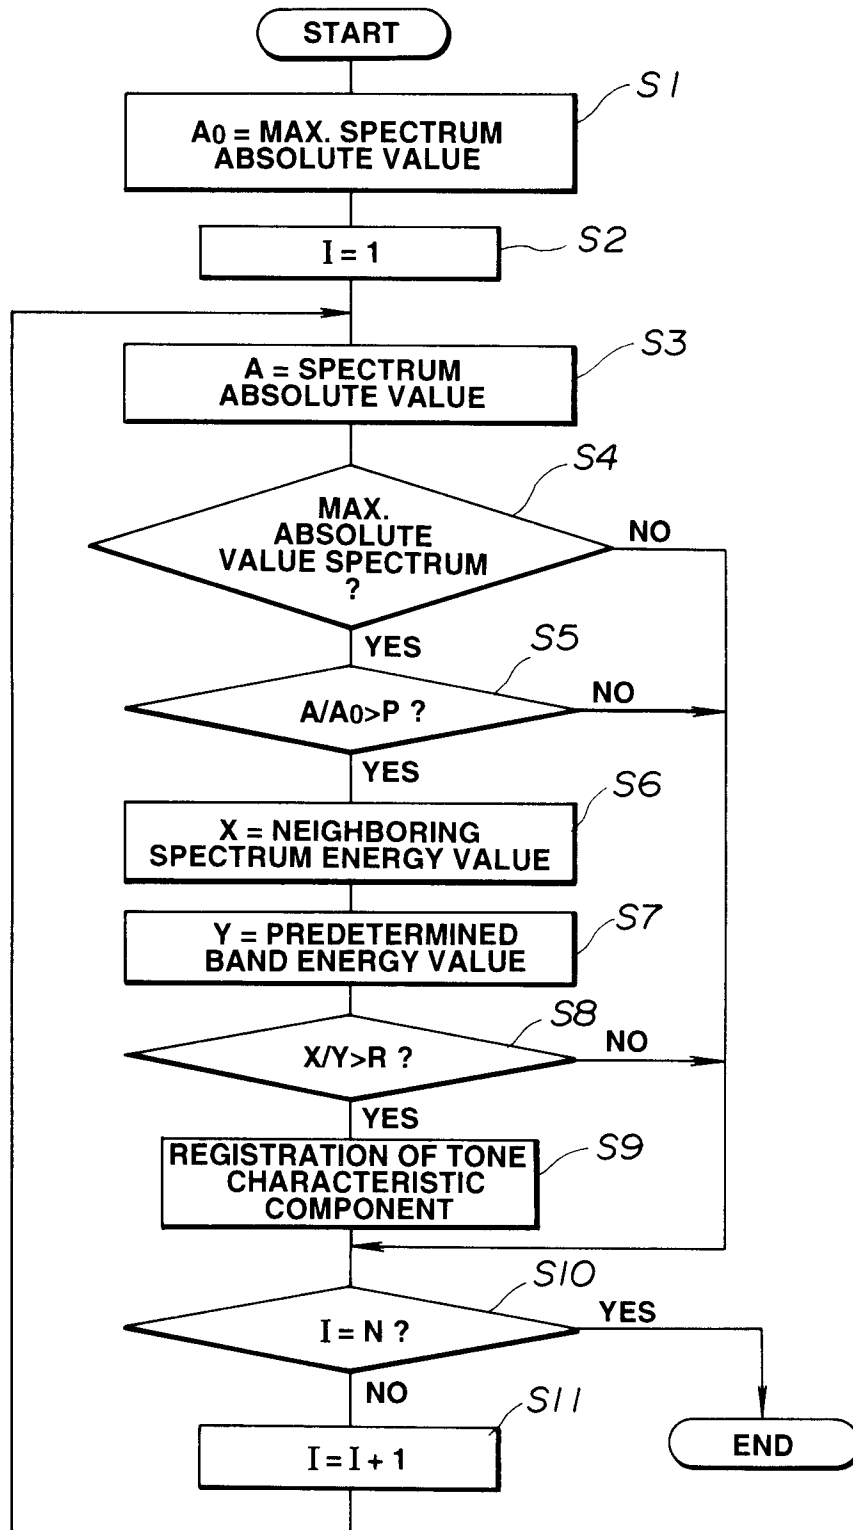 START
S1
A0 = MAX. SPECTRUM
ABSOLUTE VALUE
S2
I = 1
S3
A = SPECTRUM
ABSOLUTE VALUE
S4
MAX.
ABSOLUTE
VALUE SPECTRUM
?
NO
YES
S5
A/A0>P ?
NO
YES
S6
X = NEIGHBORING
SPECTRUM ENERGY VALUE
S7
Y = PREDETERMINED
BAND ENERGY VALUE
S8
X/Y>R ?
NO
YES
S9
REGISTRATION OF TONE
CHARACTERISTIC
COMPONENT
S10
I = N ?
YES
NO
S11
I = I + 1
END